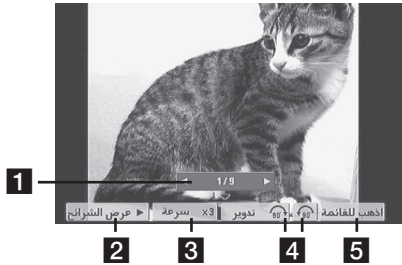 1
◄ 1/9 ►
► عرض الشرائح
x3 سرعة
تدوير 90° 90°
اذهب للقائمة
2 3 4 5